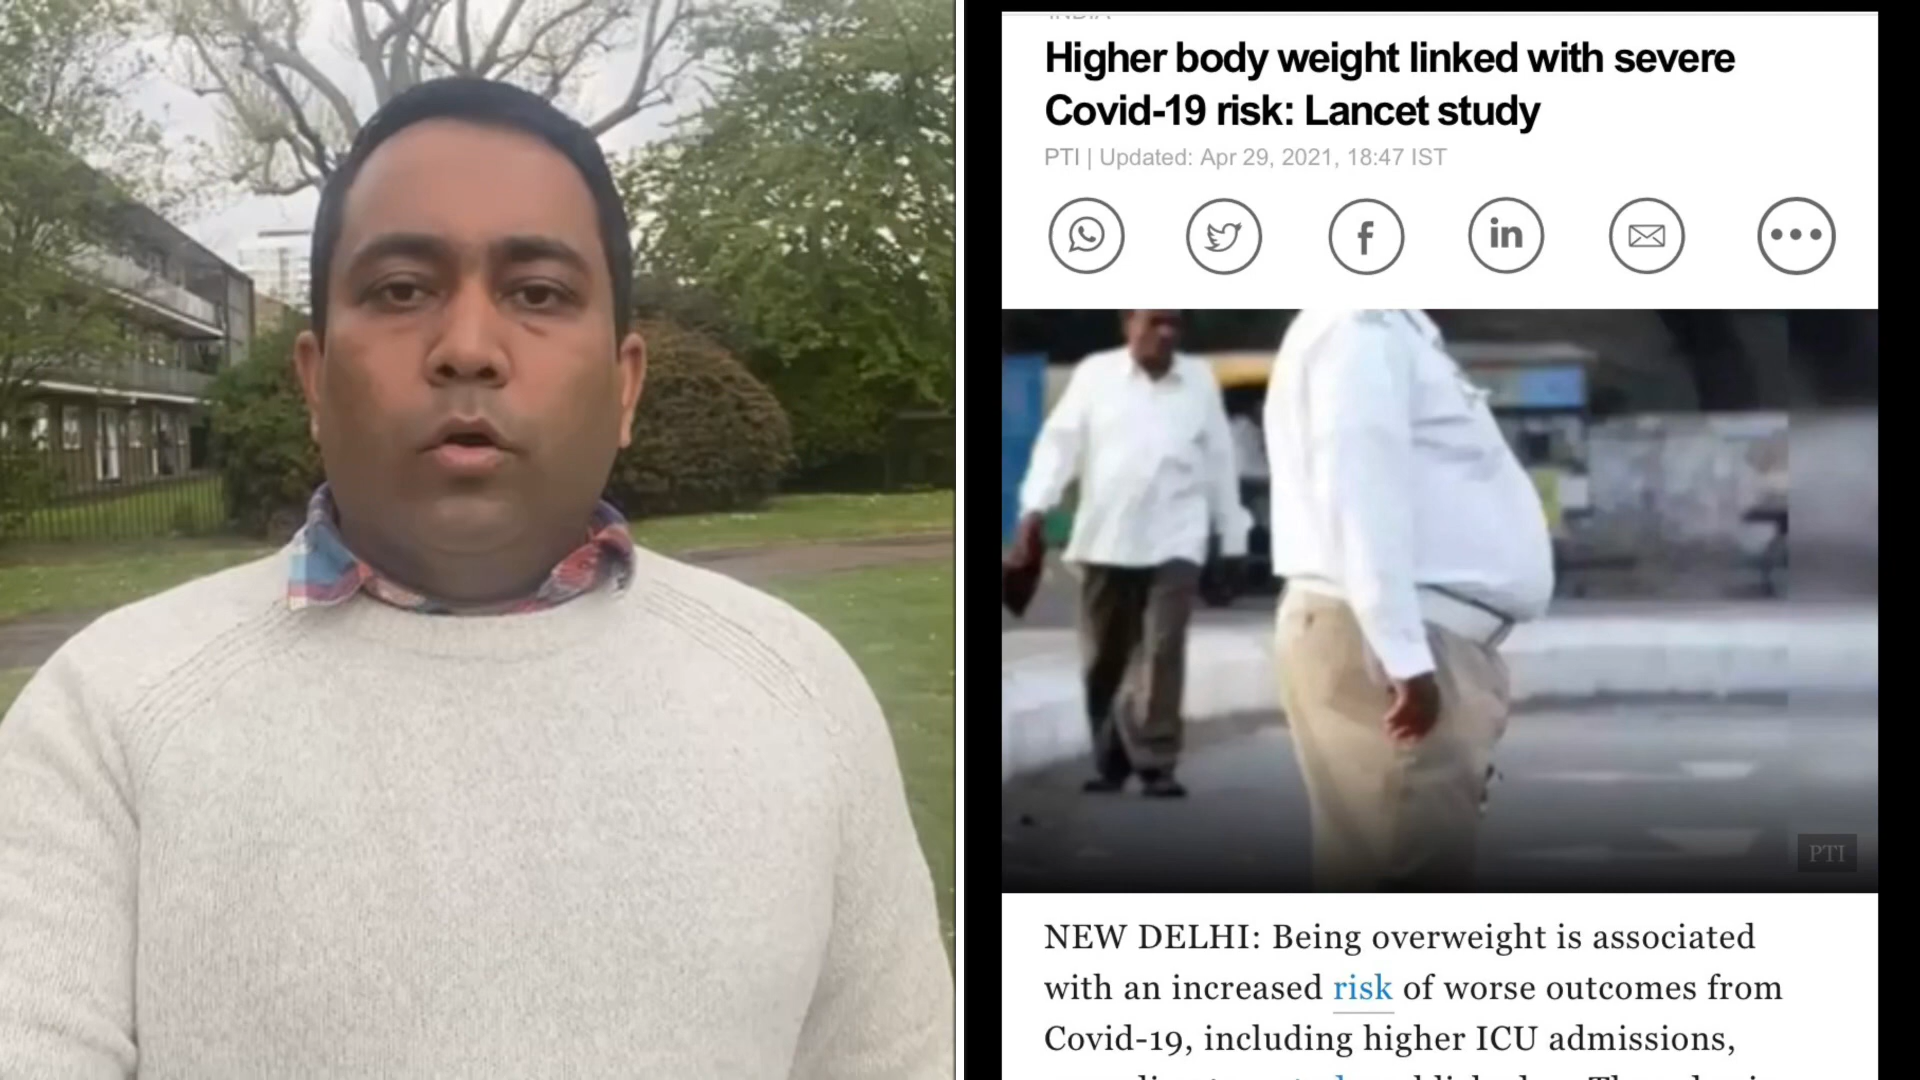 INDIA
Higher body weight linked with severe
Covid-19 risk: Lancet study
PTI | Updated: Apr 29, 2021, 18:47 IST
PTI
NEW DELHI: Being overweight is associated
with an increased risk of worse outcomes from
Covid-19, including higher ICU admissions,